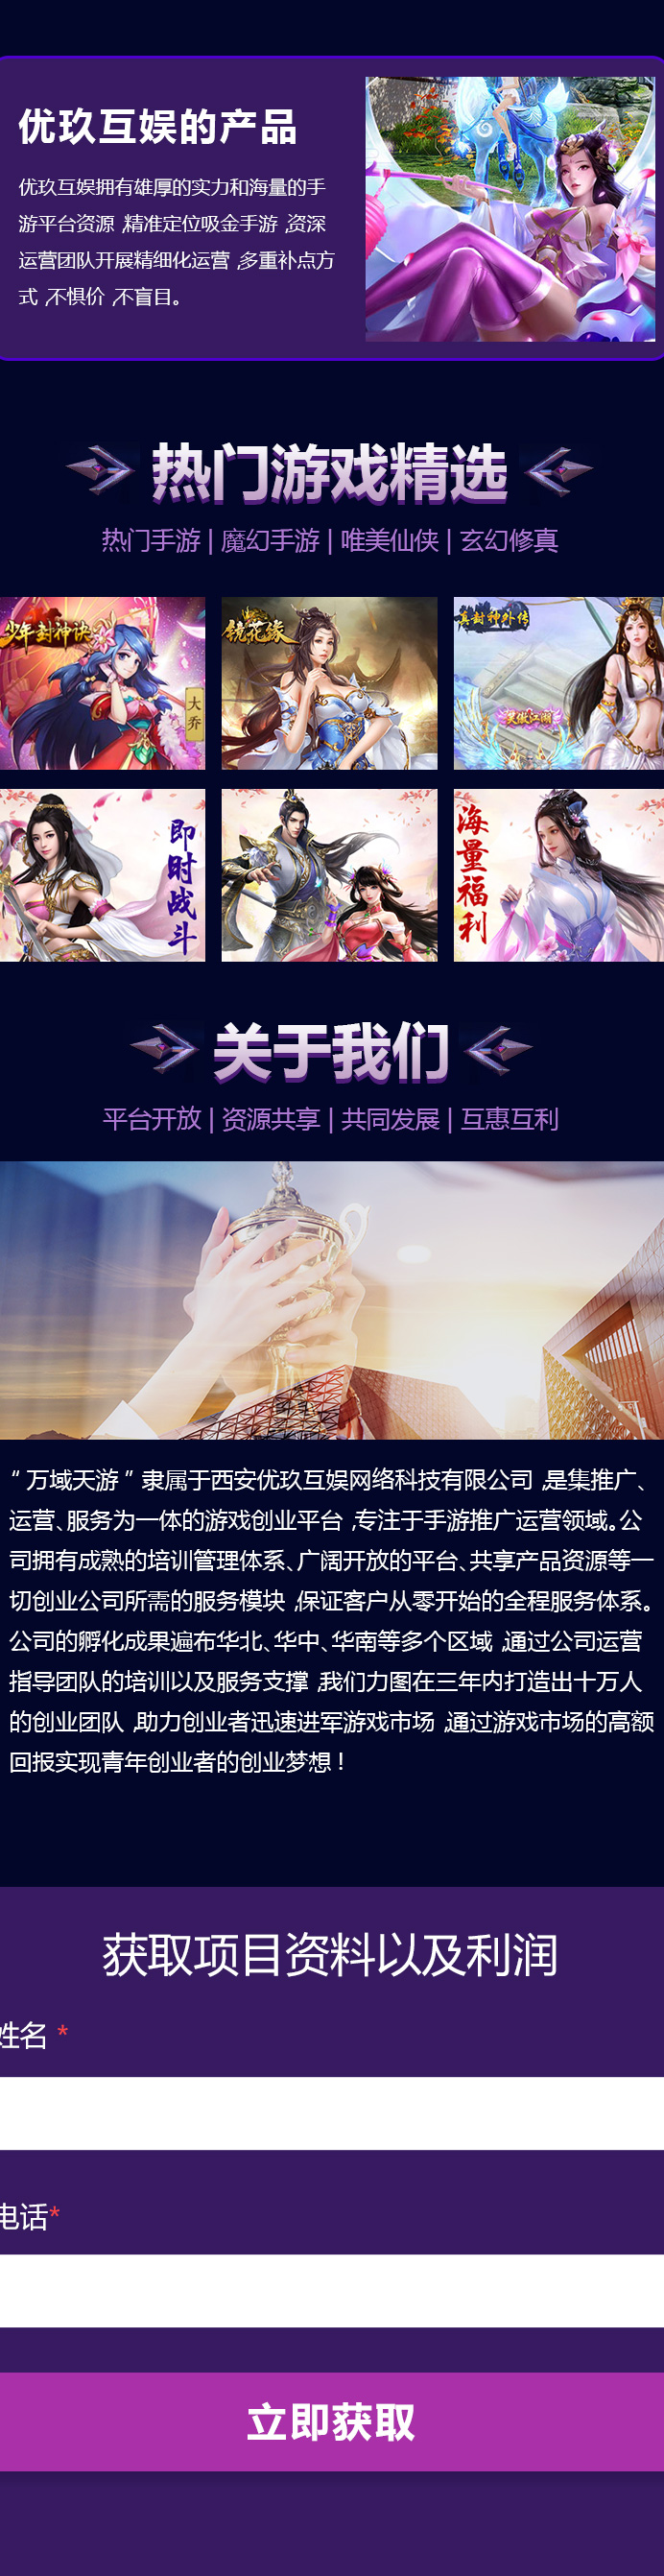 优玖互娱的产品
优玖互娱拥有雄厚的实力和海量的手
游平台资源,精准定位吸金手游,资深
运营团队开展精细化运营,多重补点方
式,不惧价,不盲目。
热门游戏精选
热门手游 | 魔幻手游 | 唯美仙侠 | 玄幻修真
少年封神诀
大乔
镜花缘
真封神外传
笑傲江湖
即时战斗
海量福利
关于我们
平台开放 | 资源共享 | 共同发展 | 互惠互利
“万域天游”隶属于西安优玖互娱网络科技有限公司,是集推广、
运营、服务为一体的游戏创业平台,专注于手游推广运营领域。公
司拥有成熟的培训管理体系、广阔开放的平台、共享产品资源等一
切创业公司所需的服务模块,保证客户从零开始的全程服务体系。
公司的孵化成果遍布华北、华中、华南等多个区域,通过公司运营
指导团队的培训以及服务支撑,我们力图在三年内打造出十万人
的创业团队,助力创业者迅速进军游戏市场,通过游戏市场的高额
回报实现青年创业者的创业梦想!
获取项目资料以及利润
姓名 *
电话*
立即获取